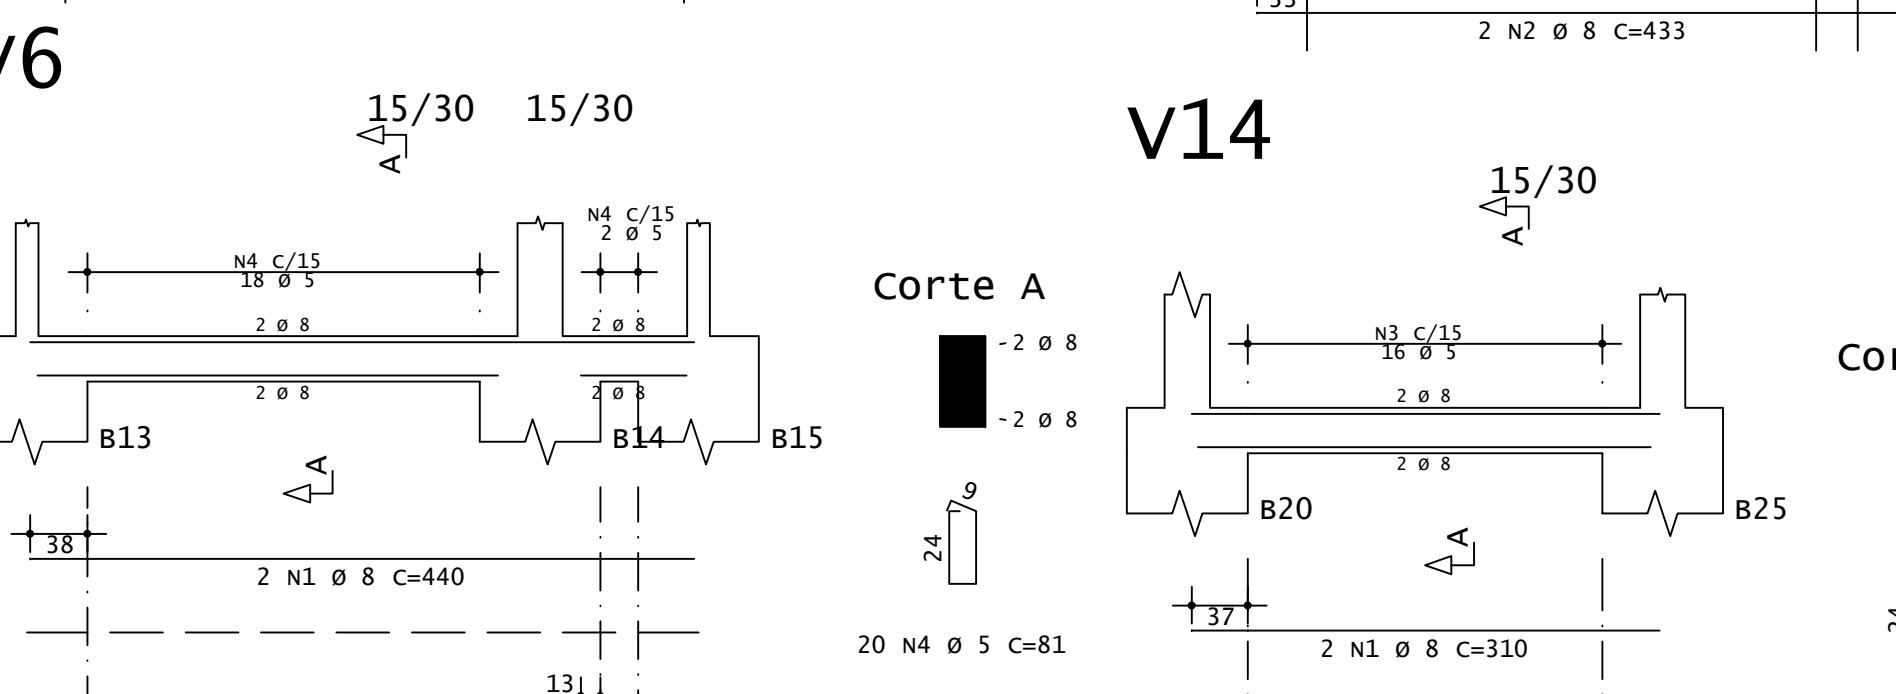 2 N2 Ø 8 C=433
V6
15/30 15/30
A
N4 C/15
2 Ø 5
N4 C/15
18 Ø 5
2 Ø 8
2 Ø 8
2 Ø 8
2 Ø 8
B13
B14
B15
A
38
2 N1 Ø 8 C=440
13
Corte A
-2 Ø 8
-2 Ø 8
9
24
20 N4 Ø 5 C=81
V14
15/30
A
N3 C/15
16 Ø 5
2 Ø 8
2 Ø 8
B20
B25
A
37
2 N1 Ø 8 C=310